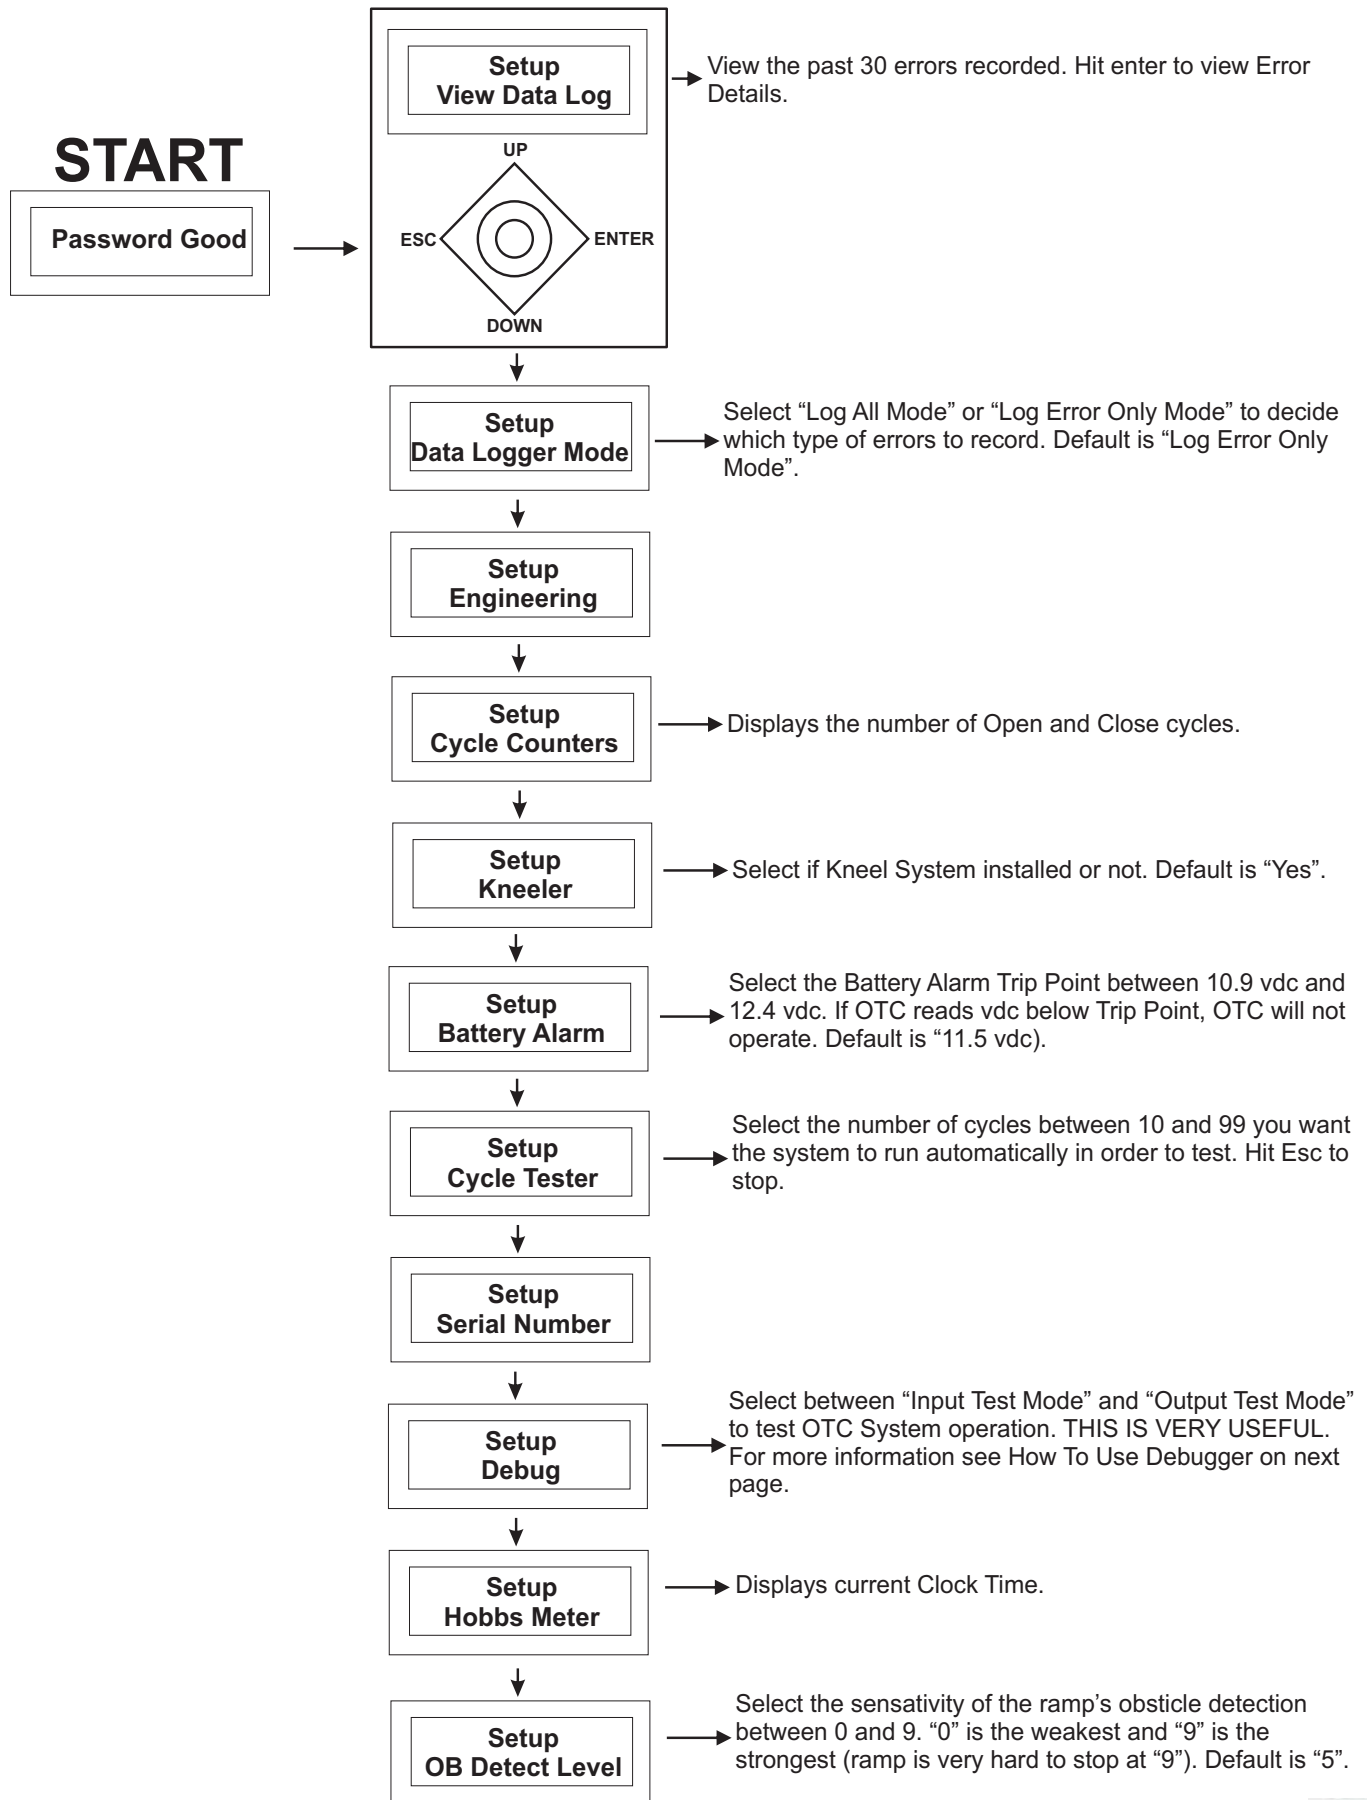 START
Password Good
Setup
View Data Log
UP
ESC
ENTER
DOWN
View the past 30 errors recorded. Hit enter to view Error
Details.
Setup
Data Logger Mode
Select “Log All Mode” or “Log Error Only Mode” to decide
which type of errors to record. Default is “Log Error Only
Mode”.
Setup
Engineering
Setup
Cycle Counters
Displays the number of Open and Close cycles.
Setup
Kneeler
Select if Kneel System installed or not. Default is “Yes”.
Setup
Battery Alarm
Select the Battery Alarm Trip Point between 10.9 vdc and
12.4 vdc. If OTC reads vdc below Trip Point, OTC will not
operate. Default is “11.5 vdc).
Setup
Cycle Tester
Select the number of cycles between 10 and 99 you want
the system to run automatically in order to test. Hit Esc to
stop.
Setup
Serial Number
Setup
Debug
Select between “Input Test Mode” and “Output Test Mode”
to test OTC System operation. THIS IS VERY USEFUL.
For more information see How To Use Debugger on next
page.
Setup
Hobbs Meter
Displays current Clock Time.
Setup
OB Detect Level
Select the sensativity of the ramp’s obsticle detection
between 0 and 9. “0” is the weakest and “9” is the
strongest (ramp is very hard to stop at “9”). Default is “5”.